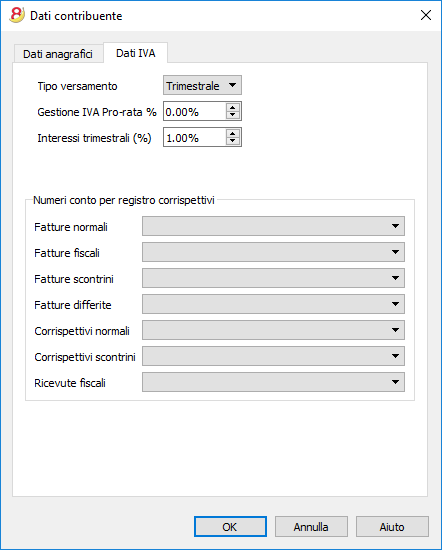 Dati contribuente
Dati anagrafici
Dati IVA
Tipo versamento Trimestrale
Gestione IVA Pro-rata % 0.00%
Interessi trimestrali (%) 1.00%
Numeri conto per registro corrispettivi
Fatture normali
Fatture fiscali
Fatture scontrini
Fatture differite
Corrispettivi normali
Corrispettivi scontrini
Ricevute fiscali
OK Annulla Aiuto